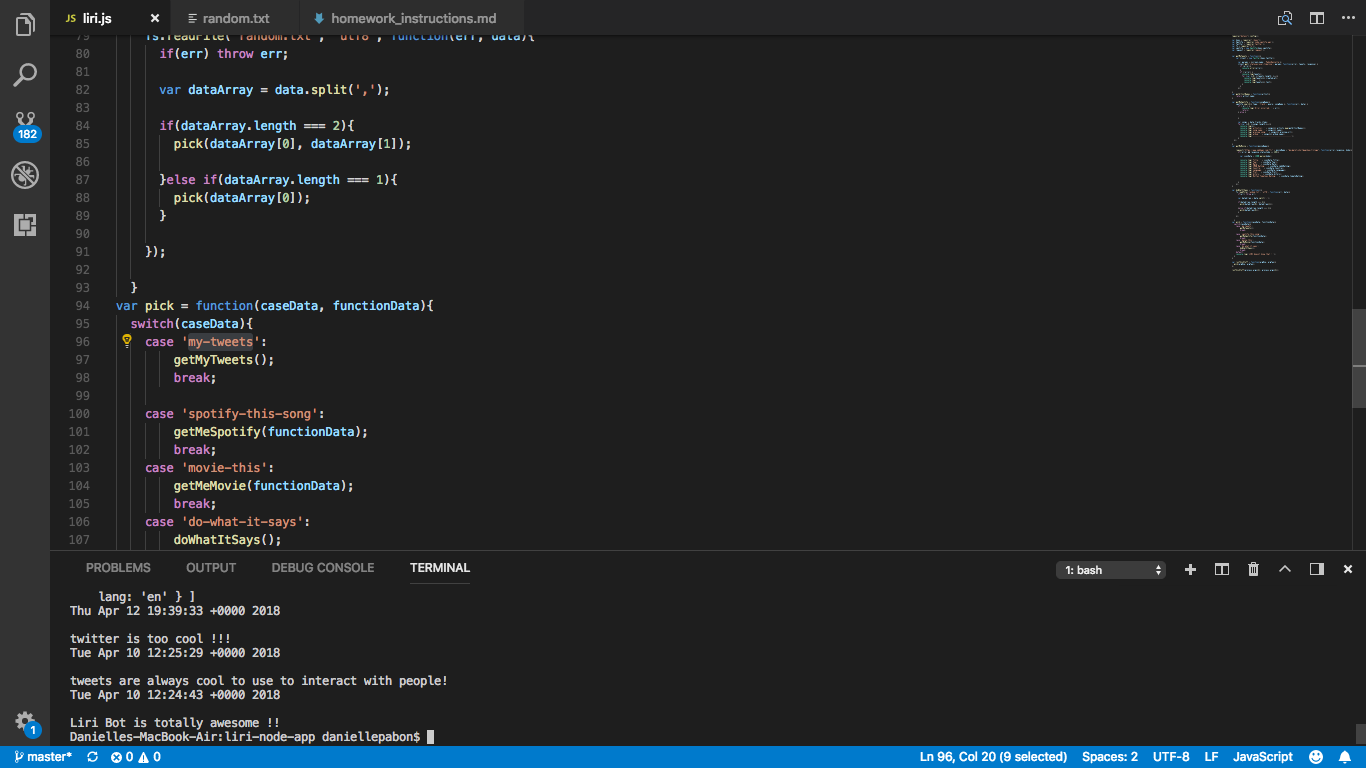 JS liri.js × random.txt homework_instructions.md
79 fs.readFile("random.txt", 'utf8', function(err, data){
80 if(err) throw err;
81
82 var dataArray = data.split(',');
83
84 if(dataArray.length === 2){
85 pick(dataArray[0], dataArray[1]);
86
87 }else if(dataArray.length === 1){
88 pick(dataArray[0]);
89 }
90
91 });
92
93 }
94 var pick = function(caseData, functionData){
95 switch(caseData){
96 case 'my-tweets':
97 getMyTweets();
98 break;
99
100 case 'spotify-this-song':
101 getMeSpotify(functionData);
102 break;
103 case 'movie-this':
104 getMeMovie(functionData);
105 break;
106 case 'do-what-it-says':
107 doWhatItSays();
182
PROBLEMS OUTPUT DEBUG CONSOLE TERMINAL 1: bash
lang: 'en' } ]
Thu Apr 12 19:39:33 +0000 2018
twitter is too cool !!!
Tue Apr 10 12:25:29 +0000 2018
tweets are always cool to use to interact with people!
Tue Apr 10 12:24:43 +0000 2018
Liri Bot is totally awesome !!
Danielles-MacBook-Air:liri-node-app daniellepabon$
1
master* 0 0 Ln 96, Col 20 (9 selected) Spaces: 2 UTF-8 LF JavaScript